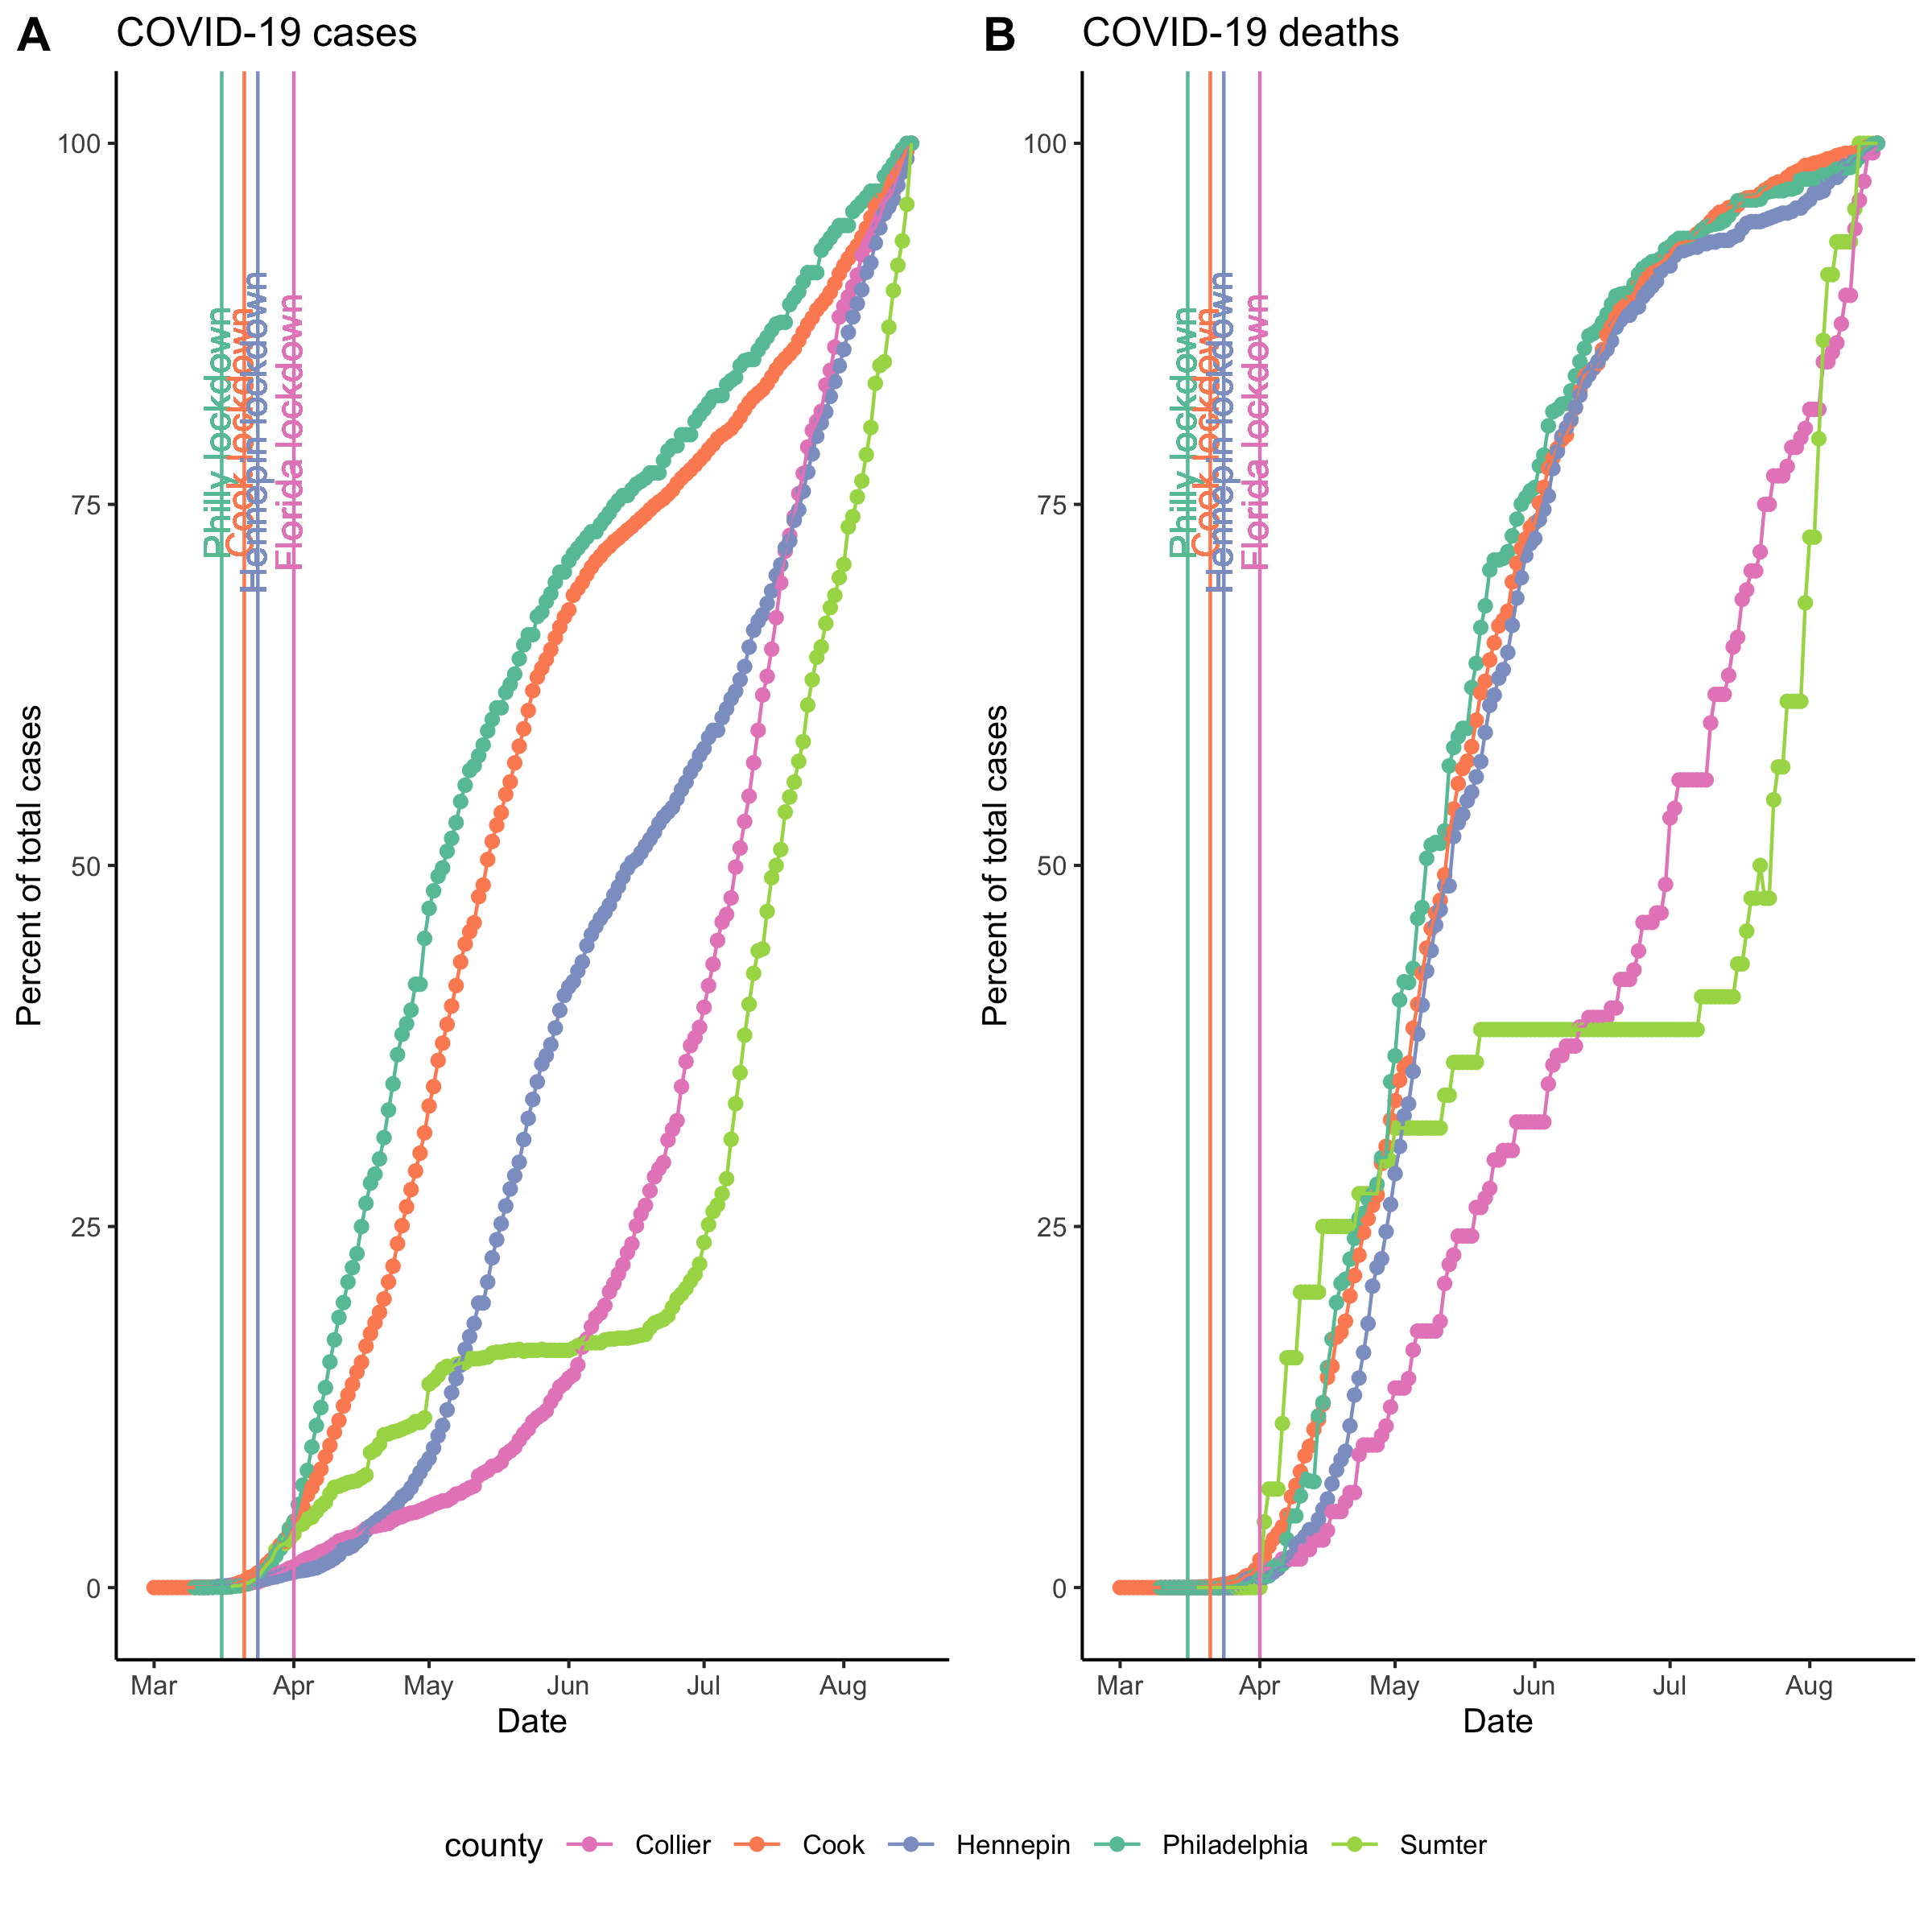 A COVID-19 cases
Percent of total cases
100
75
50
25
0
Philly lockdown
Cook lockdown
Hennepin lockdown
Florida lockdown
Mar Apr May Jun Jul Aug
Date
B COVID-19 deaths
Percent of total cases
100
75
50
25
0
Philly lockdown
Cook lockdown
Hennepin lockdown
Florida lockdown
Mar Apr May Jun Jul Aug
Date
county Collier Cook Hennepin Philadelphia Sumter